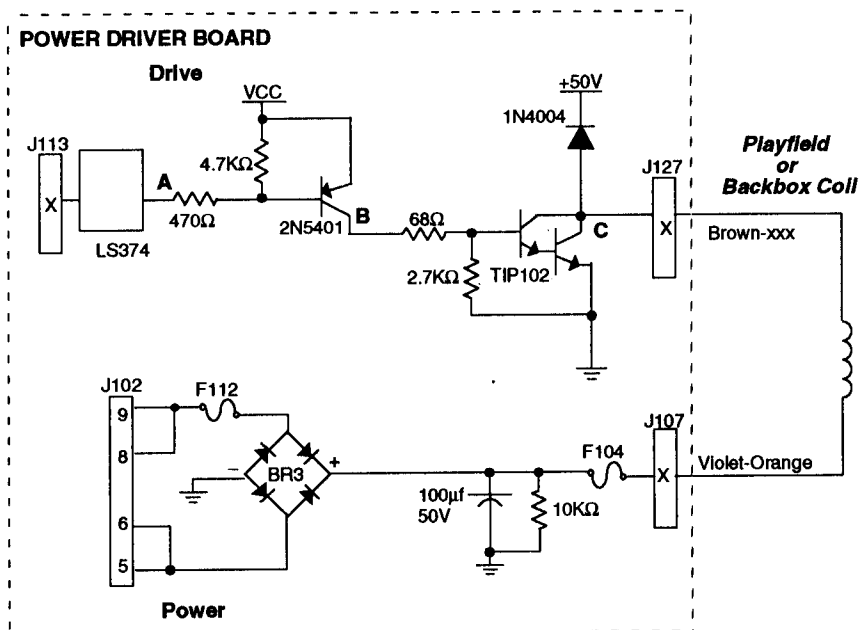 POWER DRIVER BOARD
Drive
VCC
+50V
1N4004
J113
4.7KΩ
A
X
470Ω
LS374
2N5401
B
68Ω
2.7KΩ
TIP102
C
J127
X
Playfield
or
Backbox Coil
Brown-xxx
J102
F112
9
8
6
5
−
BR3
+
100µf
50V
10KΩ
F104
J107
X
Violet-Orange
Power